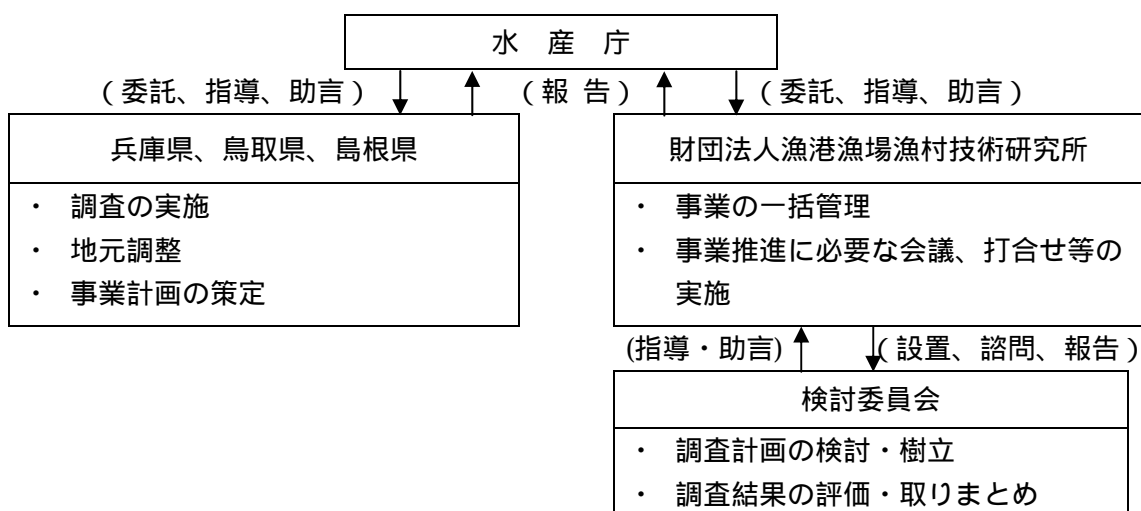 水 産 庁
（委託、指導、助言）
（報 告）
（委託、指導、助言）
兵庫県、鳥取県、島根県
・ 調査の実施
・ 地元調整
・ 事業計画の策定
財団法人漁港漁場漁村技術研究所
・ 事業の一括管理
・ 事業推進に必要な会議、打合せ等の
実施
(指導・助言)
（設置、諮問、報告）
検討委員会
・ 調査計画の検討・樹立
・ 調査結果の評価・取りまとめ